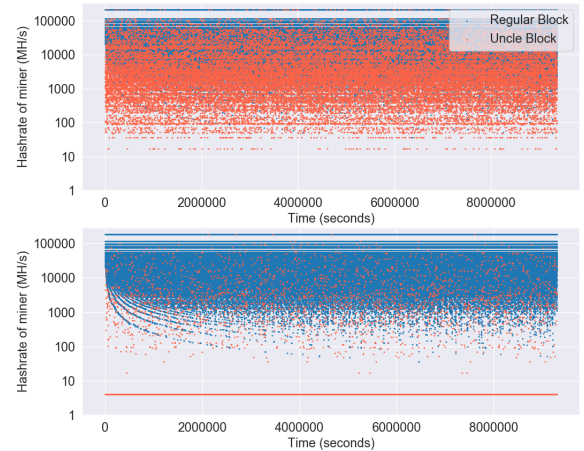 100000
10000
1000
100
10
1
Hashrate of miner (MH/s)
Regular Block
Uncle Block
0 2000000 4000000 6000000 8000000
Time (seconds)
100000
10000
1000
100
10
1
Hashrate of miner (MH/s)
0 2000000 4000000 6000000 8000000
Time (seconds)